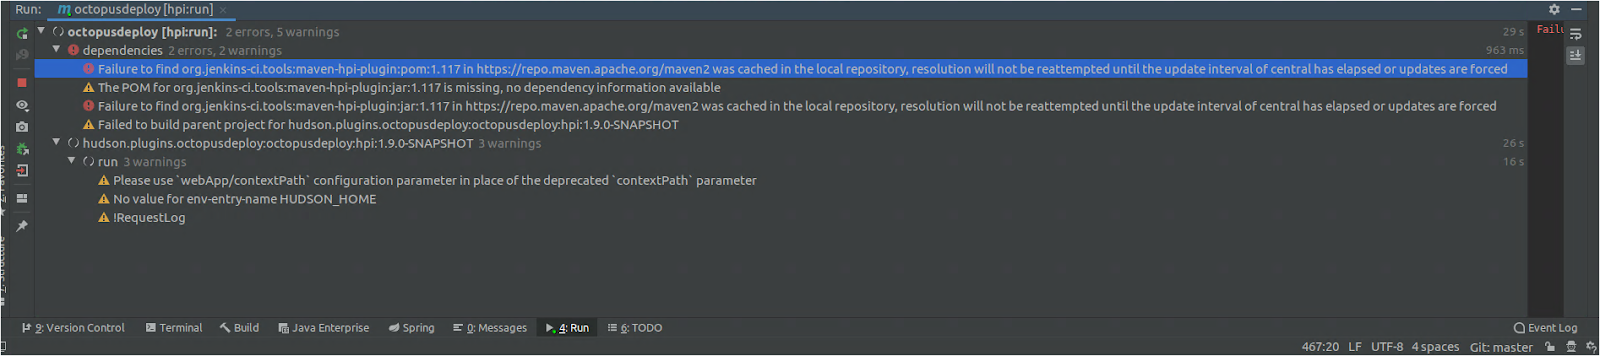 Run: octopusdeploy [hpi:run] ×
octopusdeploy [hpi:run]: 2 errors, 5 warnings 29 s
Failu
dependencies 2 errors, 2 warnings 963 ms
Failure to find org.jenkins-ci.tools:maven-hpi-plugin:pom:1.117 in https://repo.maven.apache.org/maven2 was cached in the local repository, resolution will not be reattempted until the update interval of central has elapsed or updates are forced
The POM for org.jenkins-ci.tools:maven-hpi-plugin:jar:1.117 is missing, no dependency information available
Failure to find org.jenkins-ci.tools:maven-hpi-plugin:jar:1.117 in https://repo.maven.apache.org/maven2 was cached in the local repository, resolution will not be reattempted until the update interval of central has elapsed or updates are forced
Failed to build parent project for hudson.plugins.octopusdeploy:octopusdeploy:hpi:1.9.0-SNAPSHOT
hudson.plugins.octopusdeploy:octopusdeploy:hpi:1.9.0-SNAPSHOT 3 warnings 26 s
run 3 warnings 16 s
Please use `webApp/contextPath` configuration parameter in place of the deprecated `contextPath` parameter
No value for env-entry-name HUDSON_HOME
!RequestLog
9: Version Control Terminal Build Java Enterprise Spring 0: Messages 4: Run 6: TODO Event Log
467:20 LF UTF-8 4 spaces Git: master